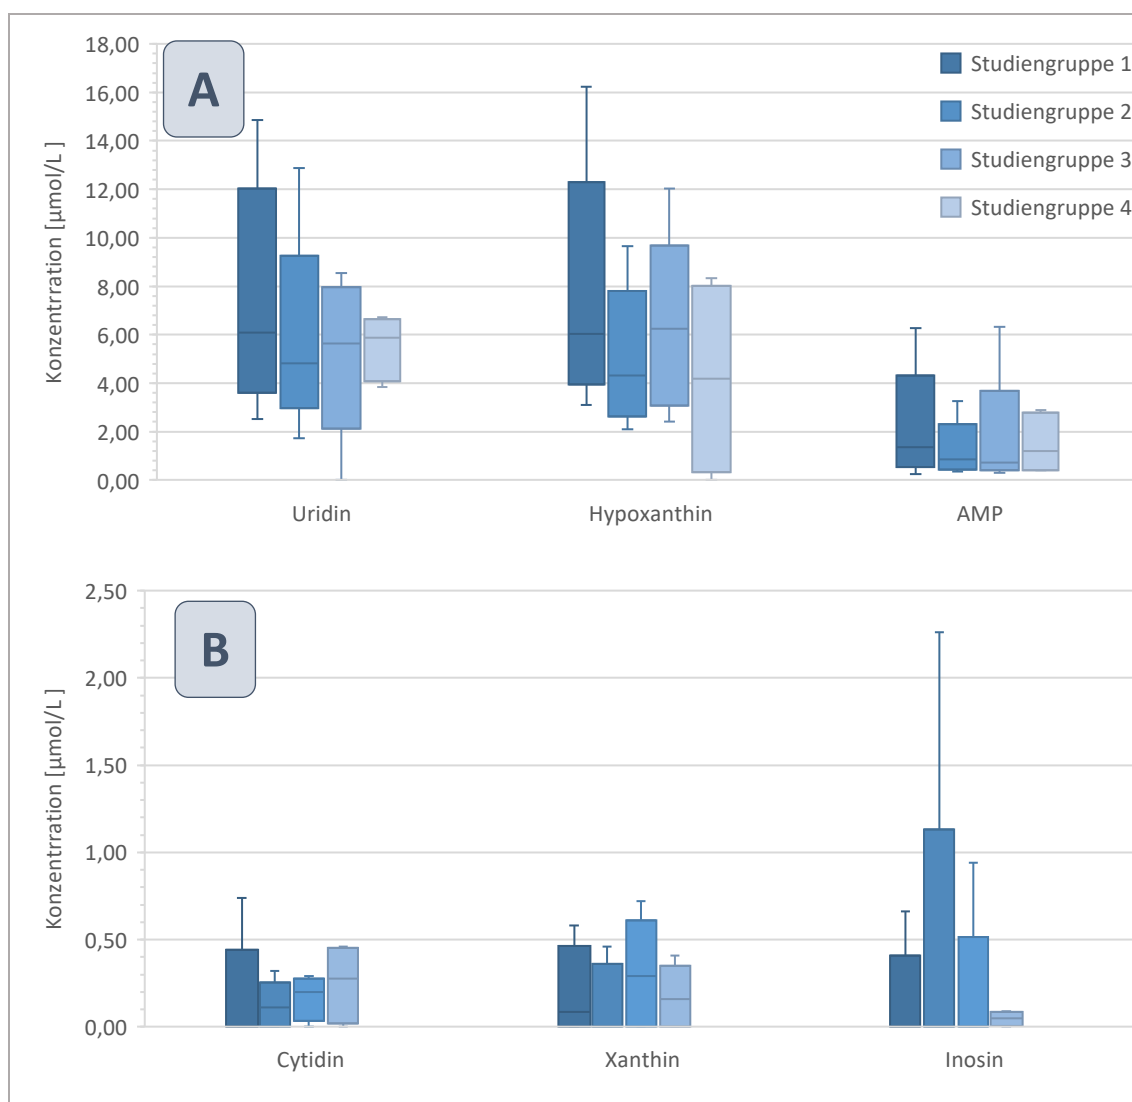 A
Konzentrration [µmol/L ]
18,00
16,00
14,00
12,00
10,00
8,00
6,00
4,00
2,00
0,00
Studiengruppe 1
Studiengruppe 2
Studiengruppe 3
Studiengruppe 4
Uridin
Hypoxanthin
AMP
B
Konzentrration [µmol/L ]
2,50
2,00
1,50
1,00
0,50
0,00
Cytidin
Xanthin
Inosin